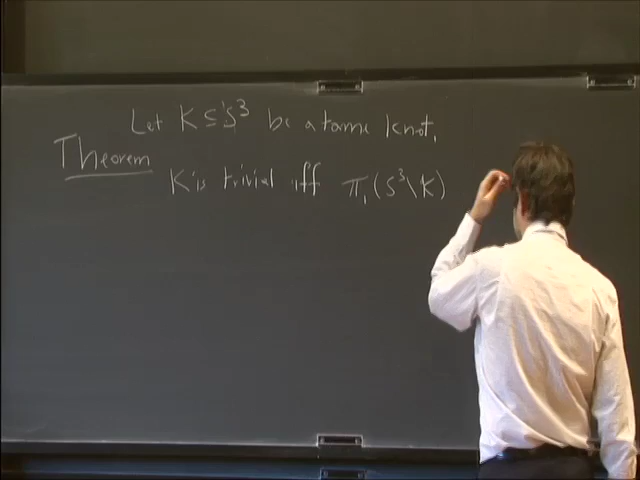 Let K ⊆ S³ be a tame knot.
Theorem
K is trivial iff π₁(S³\K)